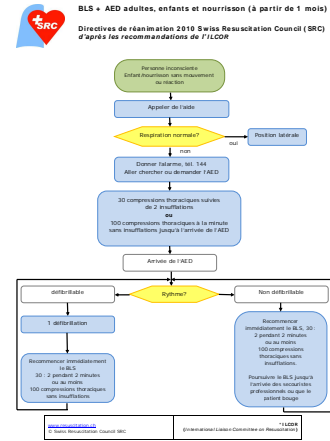 SRC
BLS + AED adultes, enfants et nourrisson (à partir de 1 mois)
Directives de réanimation 2010 Swiss Resuscitation Council (SRC)
d'après les recommandations de l'ILCOR
Personne inconsciente
Enfant/nourrisson sans mouvement
ou réaction
Appeler de l'aide
Respiration normale?
oui
Position latérale
non
Donner l'alarme, tél. 144
Aller chercher ou demander l'AED
30 compressions thoraciques suivies
de 2 insufflations
ou
100 compressions thoraciques à la minute
sans insufflations jusqu'à l'arrivée de l'AED
Arrivée de l'AED
défibrillable
Rythme?
Non défibrillable
1 défibrillation
Recommencer immédiatement
le BLS
30 : 2 pendant 2 minutes
ou au moins
100 compressions thoraciques
sans insufflations
Recommencer
immédiatement le BLS, 30:
2 pendant 2 minutes
ou au moins
100 compressions
thoraciques sans
insufflations.
Poursuivre le BLS jusqu'à
l'arrivée des secouristes
professionnels ou que le
patient bouge
www.resuscitation.ch
© Swiss Resuscitation Council SRC
* ILCOR
(International Liaison Committee on Resuscitation)